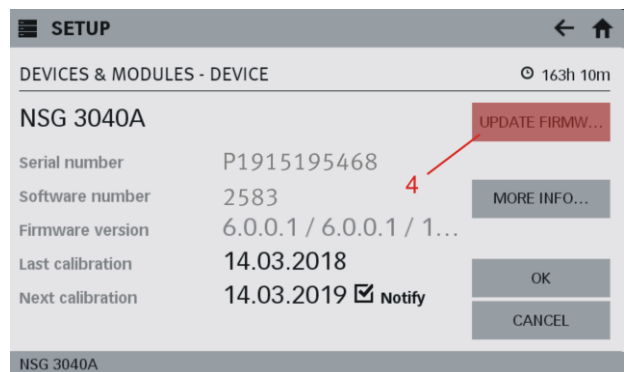 SETUP
DEVICES & MODULES - DEVICE 163h 10m
NSG 3040A UPDATE FIRMW...
Serial number P1915195468
4
Software number 2583 MORE INFO...
Firmware version 6.0.0.1 / 6.0.0.1 / 1...
Last calibration 14.03.2018 OK
Next calibration 14.03.2019 Notify
CANCEL
NSG 3040A